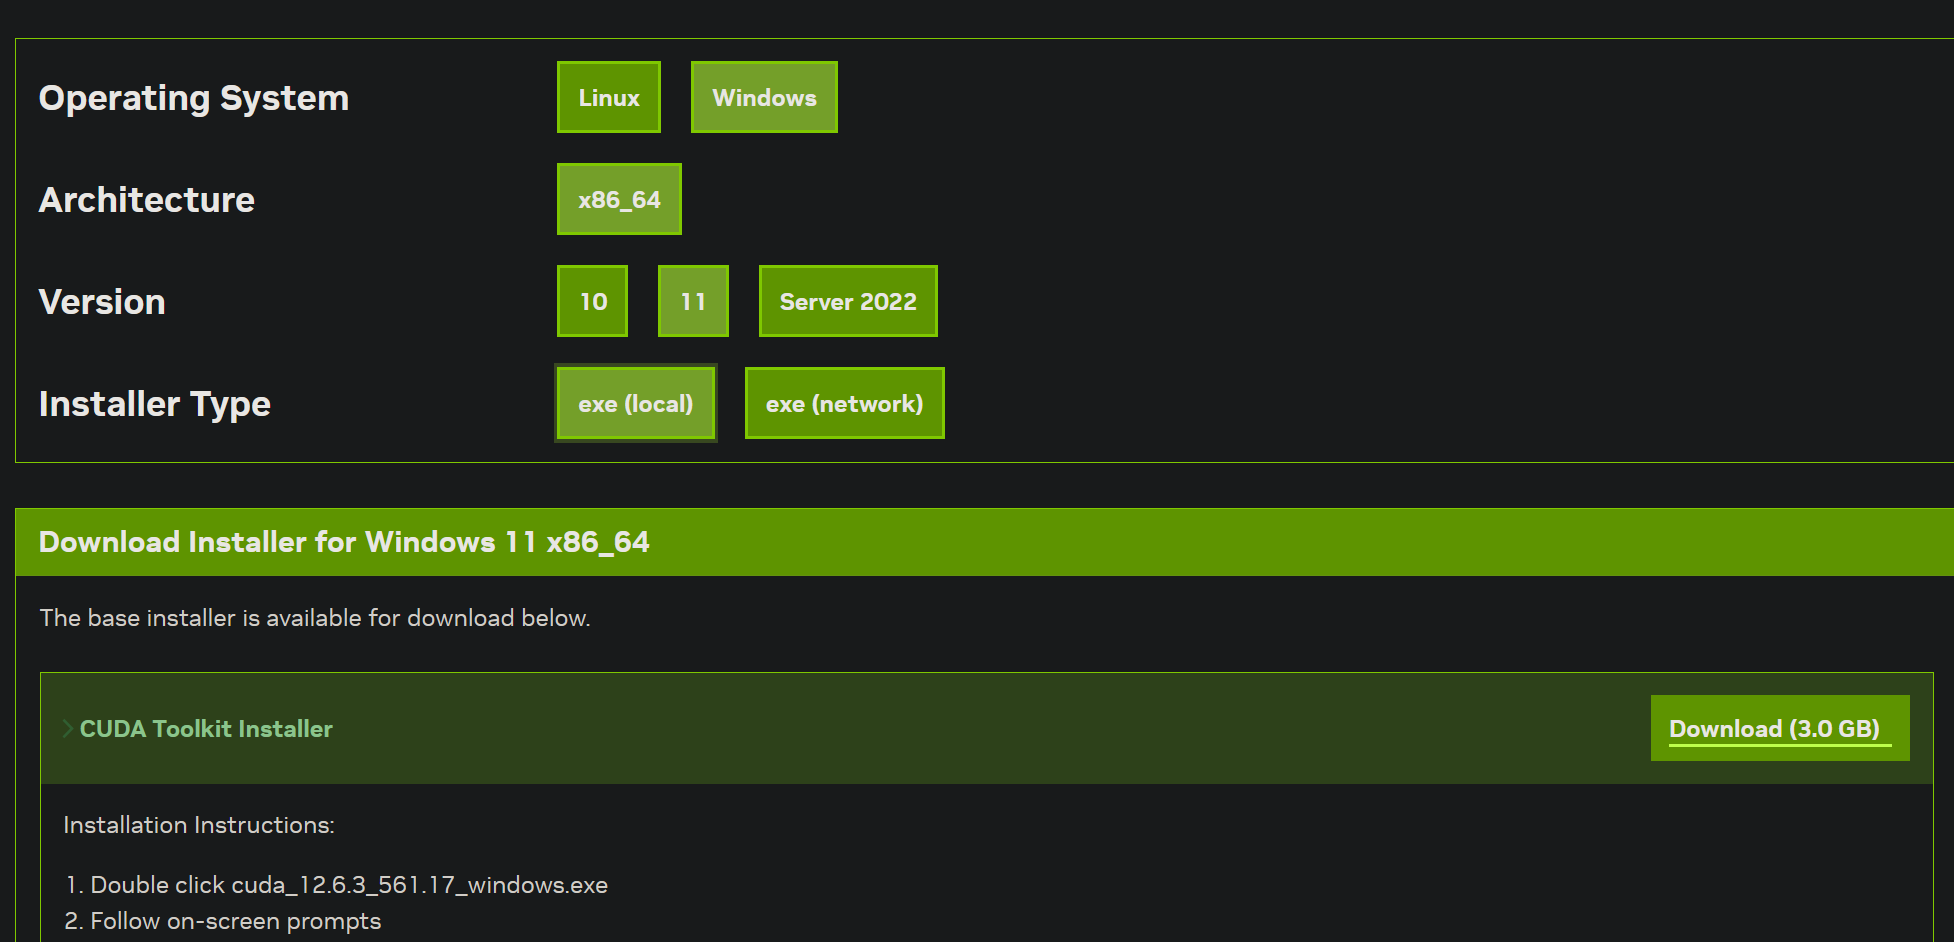 Operating System
Linux
Windows
Architecture
x86_64
Version
10
11
Server 2022
Installer Type
exe (local)
exe (network)
Download Installer for Windows 11 x86_64
The base installer is available for download below.
CUDA Toolkit Installer
Download (3.0 GB)
Installation Instructions:
1. Double click cuda_12.6.3_561.17_windows.exe
2. Follow on-screen prompts